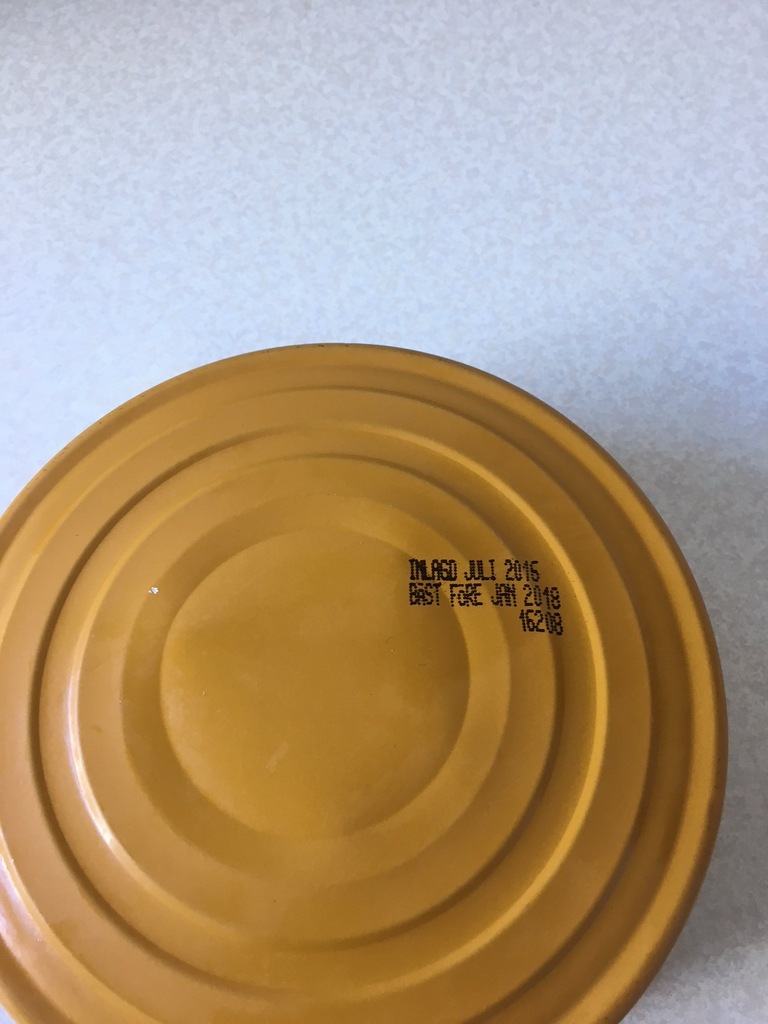 INLAGD JULI 2016
BäST FöRE JAN 2018
16208